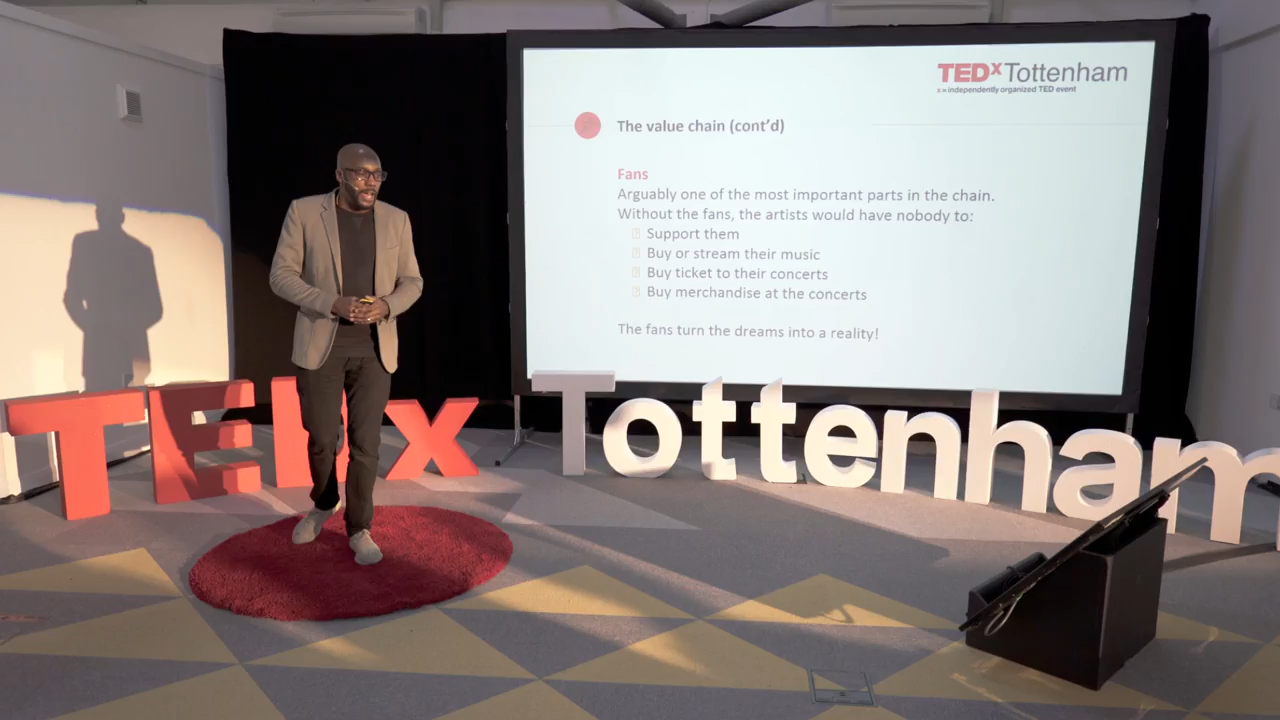 TEDxTottenham
x = independently organized TED event
The value chain (cont'd)
Fans
Arguably one of the most important parts in the chain.
Without the fans, the artists would have nobody to:
Support them
Buy or stream their music
Buy ticket to their concerts
Buy merchandise at the concerts
The fans turn the dreams into a reality!
TEDx Tottenham